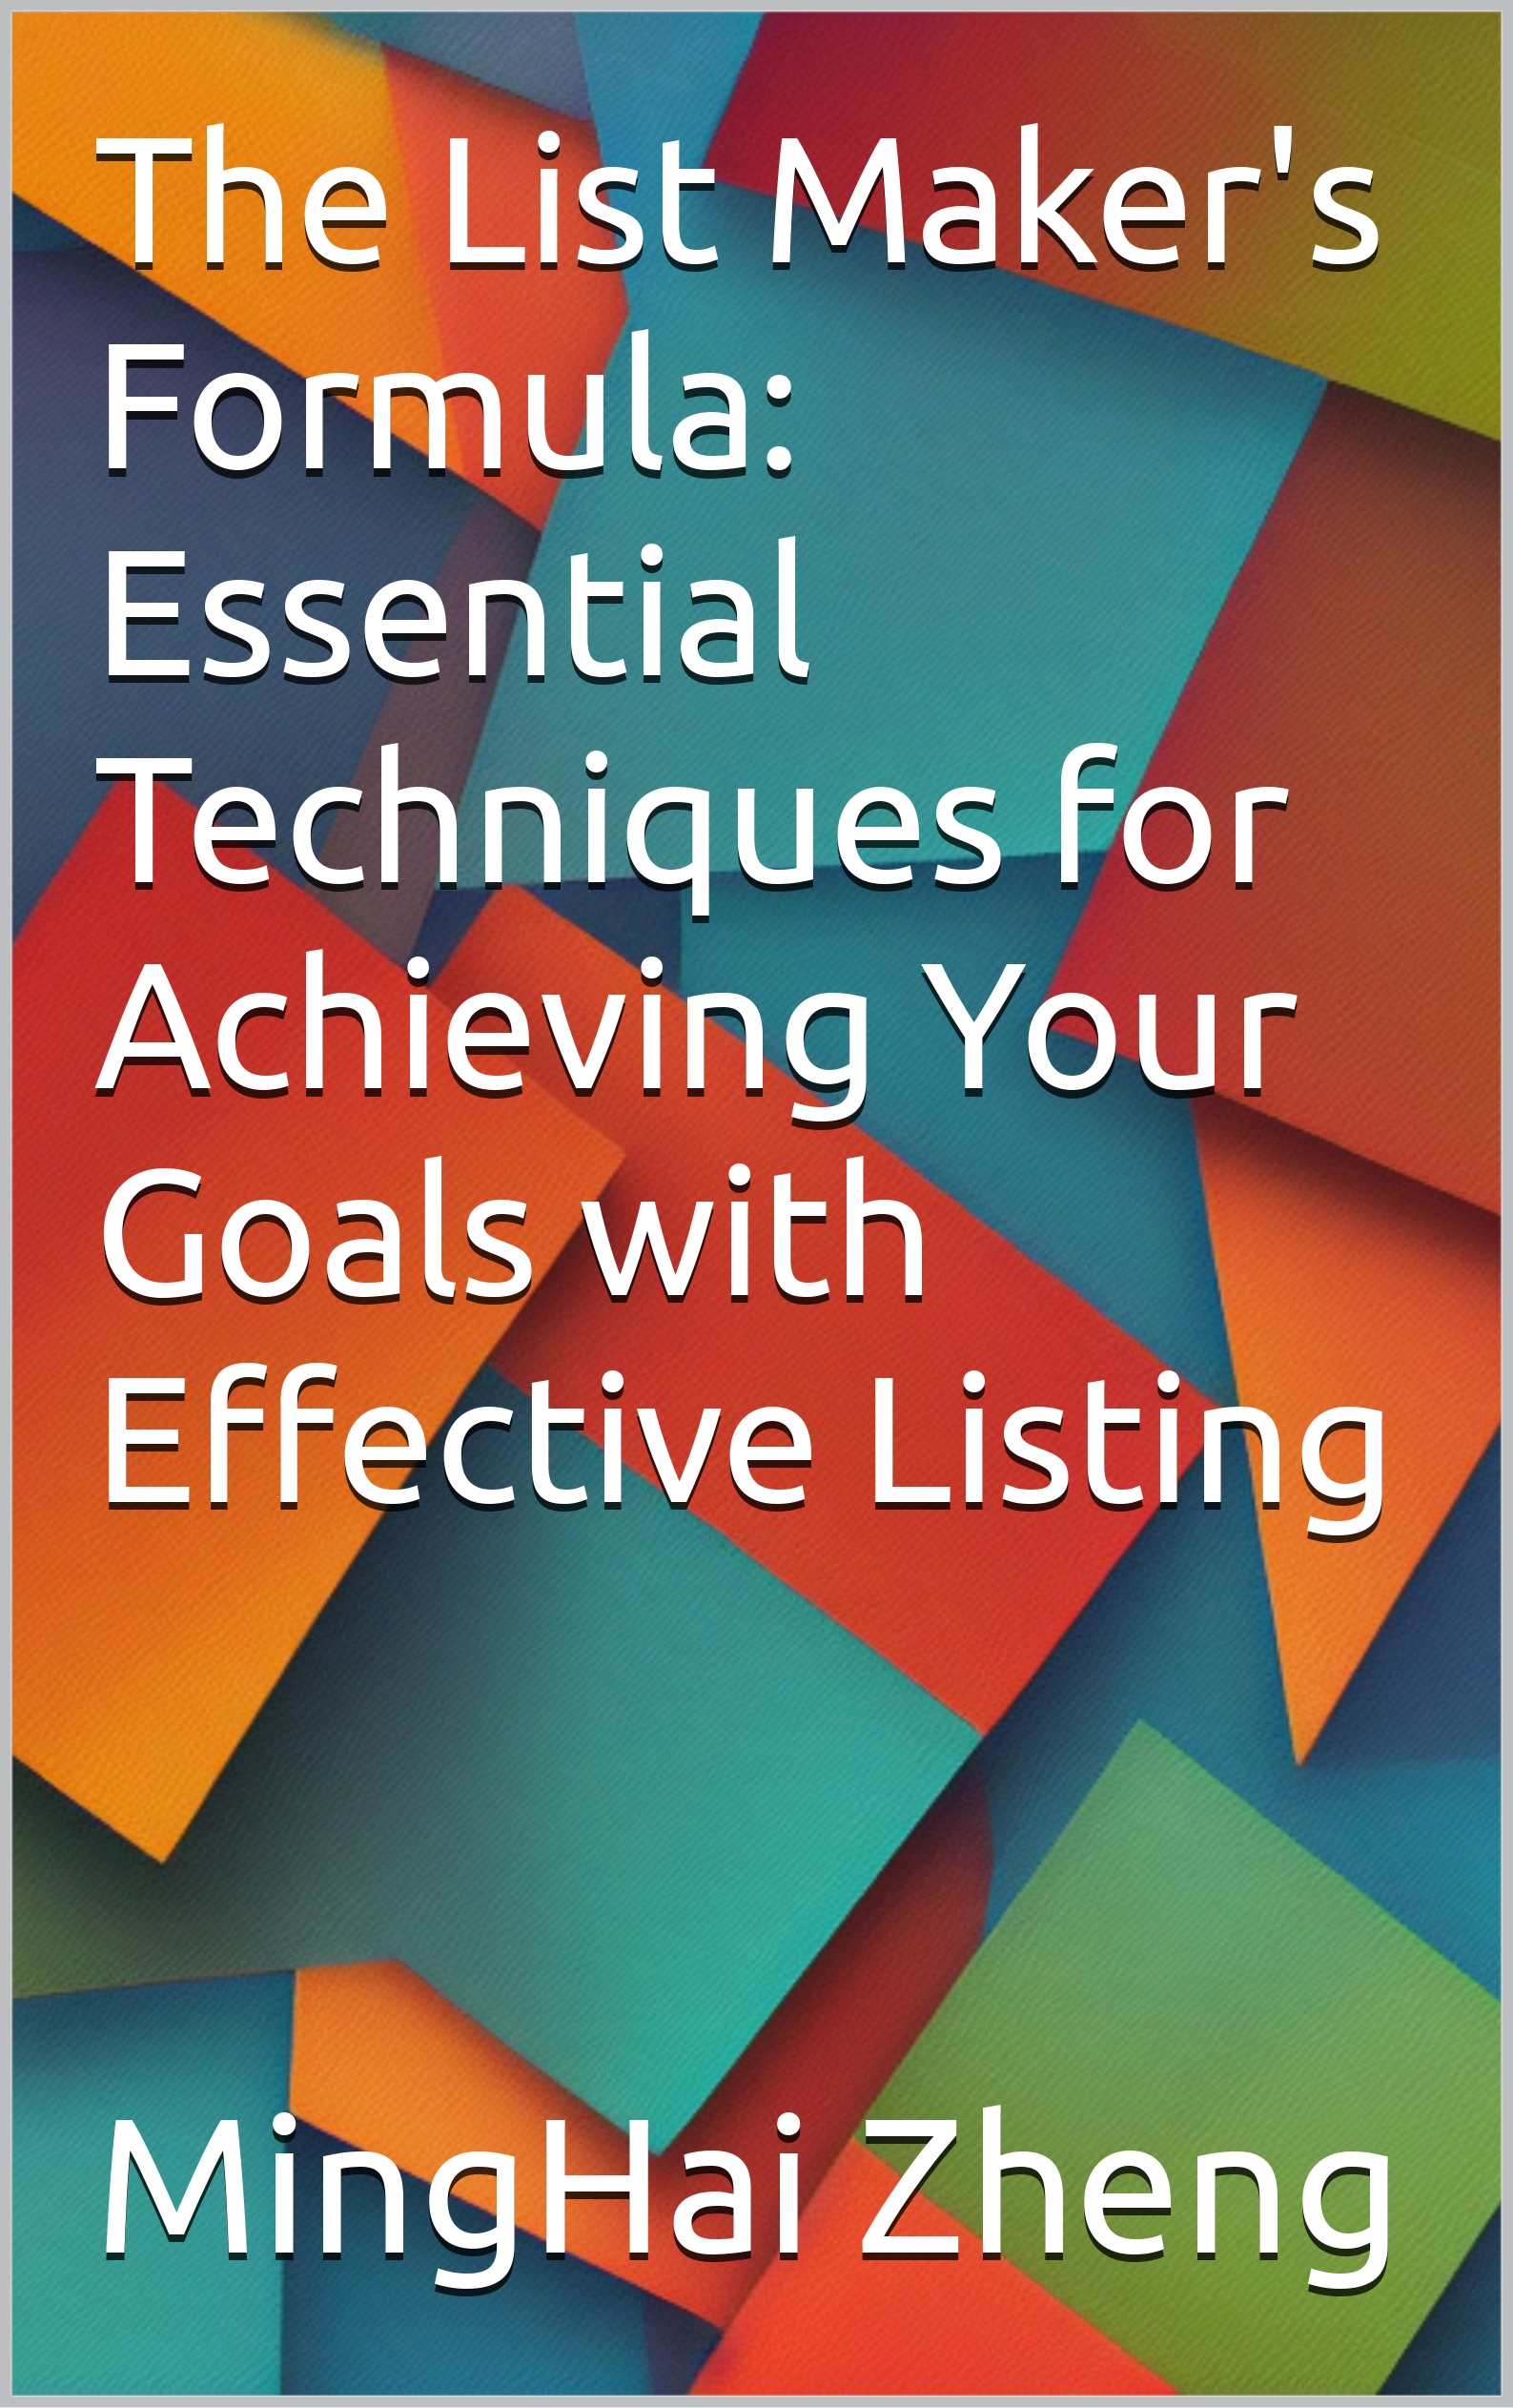 The List Maker's
Formula:
Essential
Techniques for
Achieving Your
Goals with
Effective Listing
MingHai Zheng